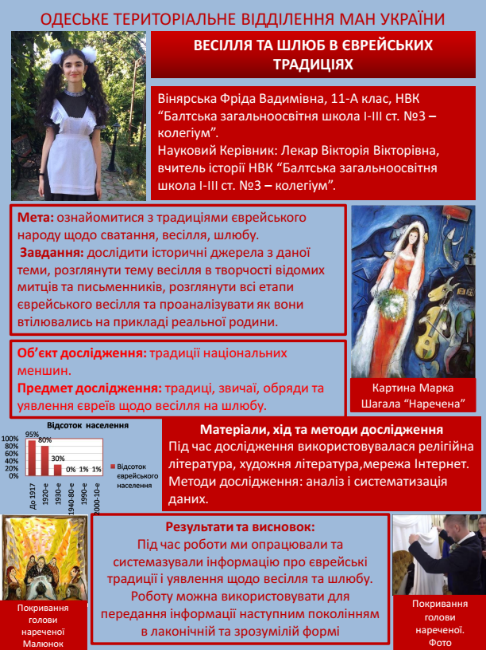 ОДЕСЬКЕ ТЕРИТОРІАЛЬНЕ ВІДДІЛЕННЯ МАН УКРАЇНИ
ВЕСІЛЛЯ ТА ШЛЮБ В ЄВРЕЙСЬКИХ
ТРАДИЦІЯХ
Вінярська Фріда Вадимівна, 11-А клас, НВК
“Балтська загальноосвітня школа І-ІІІ ст. №3 –
колегіум”.
Науковий Керівник: Лекар Вікторія Вікторівна,
вчитель історії НВК “Балтська загальноосвітня
школа І-ІІІ ст. №3 – колегіум”.
Мета: ознайомитися з традиціями єврейського
народу щодо сватання, весілля, шлюбу.
Завдання: дослідити історичні джерела з даної
теми, розглянути тему весілля в творчості відомих
митців та письменників, розглянути всі етапи
єврейського весілля та проаналізувати як вони
втілювались на прикладі реальної родини.
Картина Марка
Шагала “Наречена”
Об’єкт дослідження: традиції національних
меншин.
Предмет дослідження: традиці, звичаї, обряди та
уявлення євреїв щодо весілля на шлюбу.
Відсоток населення
100%
80%
60%
40%
20%
0%
95%
80%
30%
0%
1%
1%
До 1917
1920-е
1930-е
1940-80-е
1990-е
2000-10-е
Відсоток
єврейського
населення
Матеріали, хід та методи дослідження
Під час дослідження використовувалася релігійна
література, художня література,мережа Інтернет.
Методи дослідження: аналіз і систематизація
даних.
Результати та висновок:
Під час роботи ми опрацювали та
систематизували інформацію про єврейські
традиції і уявлення щодо весілля та шлюбу.
Роботу можна використовувати для
передання інформації наступним поколінням
в лаконічній та зрозумілій формі
Покривання
голови
нареченої
Малюнок
Покривання
голови
нареченої.
Фото